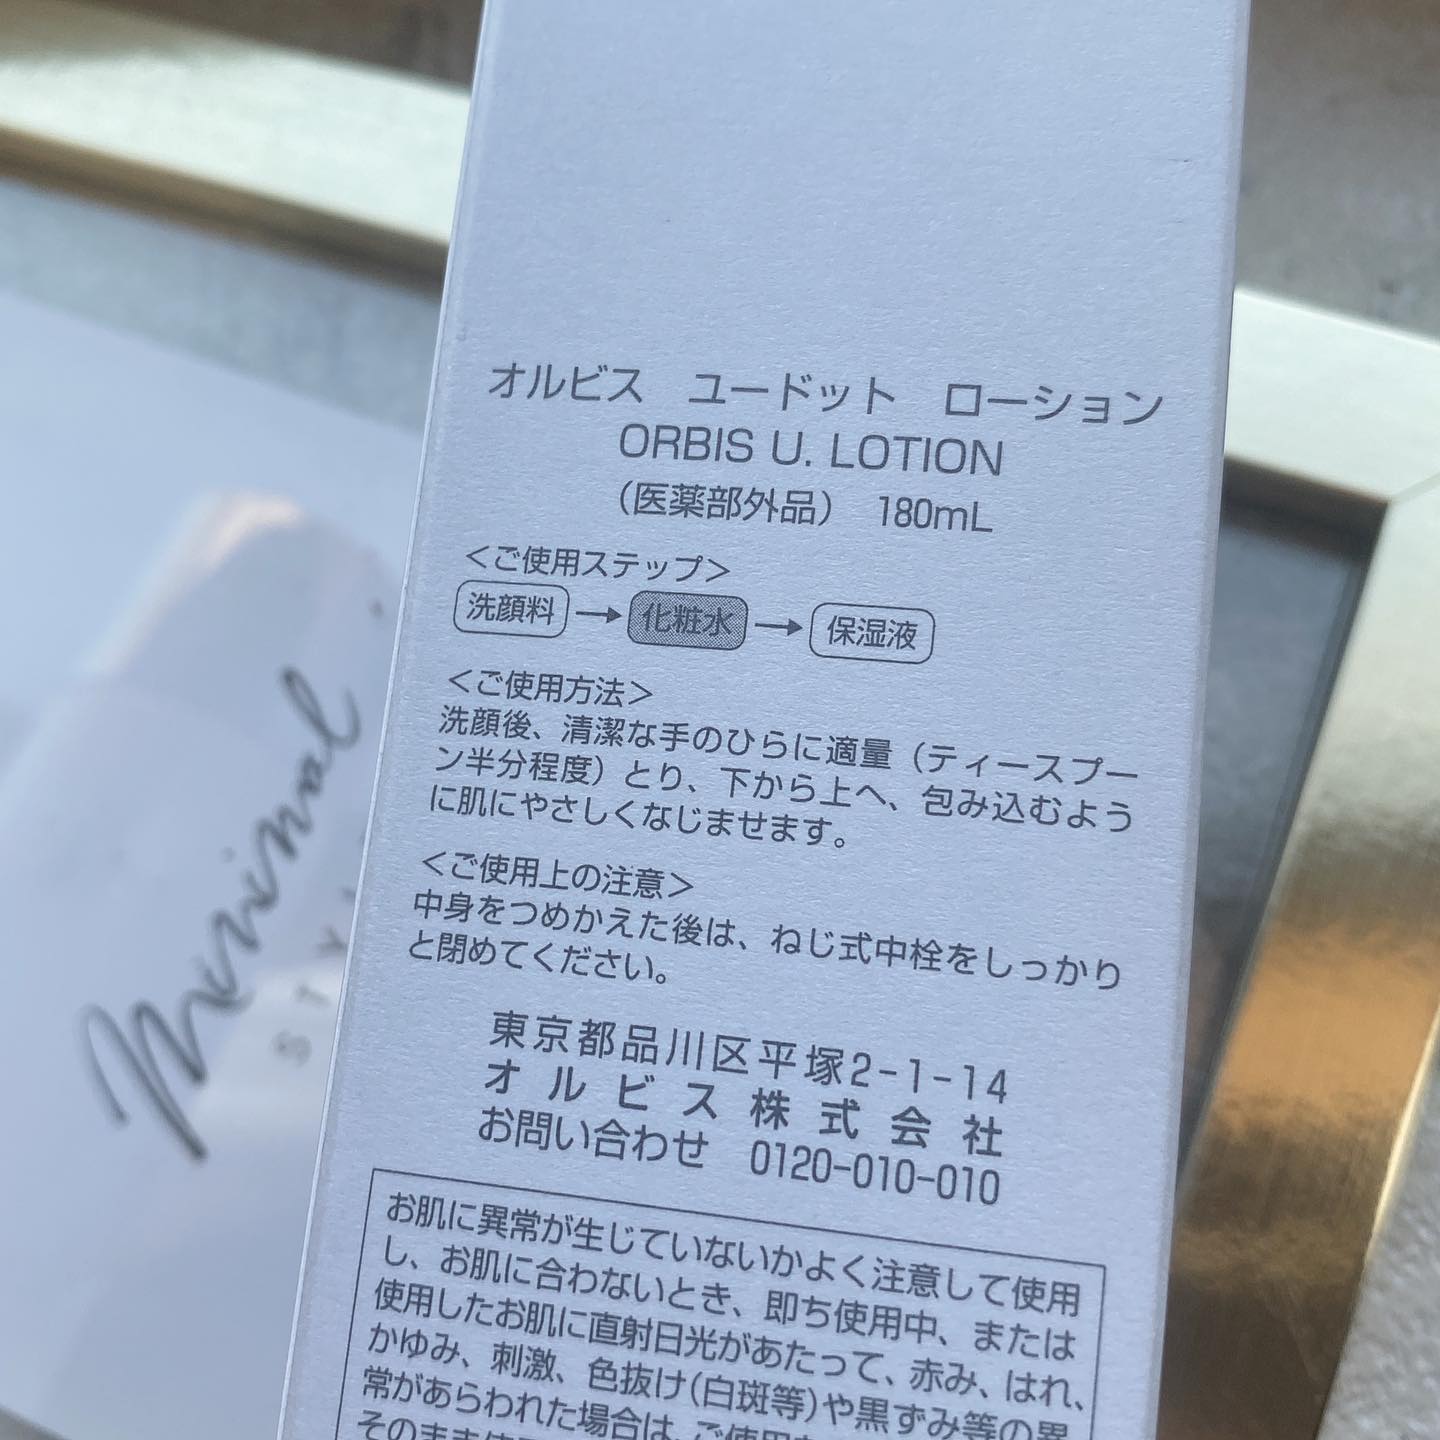 オルビス ユードット ローション
ORBIS U. LOTION
（医薬部外品） 180mL
＜ご使用ステップ＞
洗顔料→化粧水→保湿液
＜ご使用方法＞
洗顔後、清潔な手のひらに適量（ティースプー
ン半分程度）とり、下から上へ、包み込むよう
に肌にやさしくなじませます。
＜ご使用上の注意＞
中身をつめかえた後は、ねじ式中栓をしっかり
と閉めてください。
東京都品川区平塚2-1-14
オルビス株式会社
お問い合わせ 0120-010-010
お肌に異常が生じていないかよく注意して使用
し、お肌に合わないとき、即ち使用中、または
使用したお肌に直射日光があたって、赤み、はれ、
かゆみ、刺激、色抜け(白斑等)や黒ずみ等の異
常があらわれた場合は、ご使用
そのまま使
minimal
STY